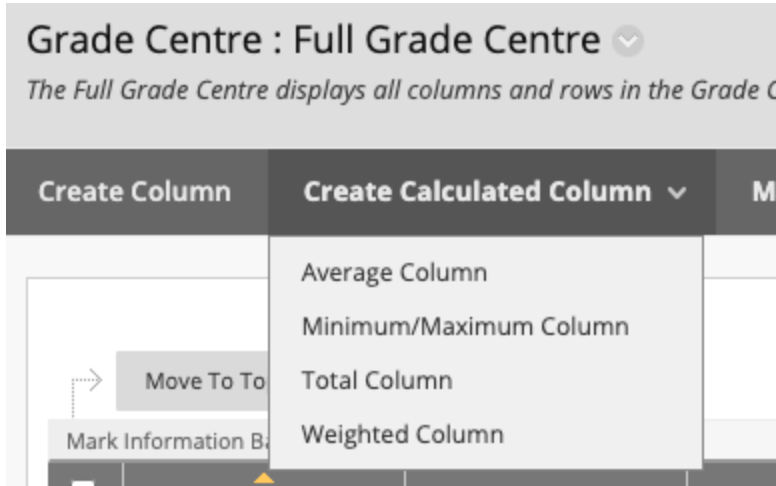 Grade Centre : Full Grade Centre
The Full Grade Centre displays all columns and rows in the Grade
Create Column
Create Calculated Column
Average Column
Minimum/Maximum Column
Total Column
Weighted Column
Move To
Mark Information